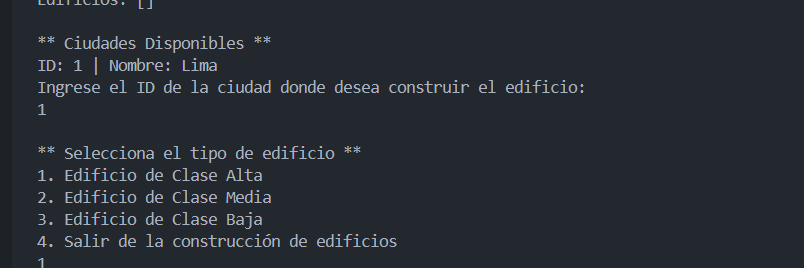 Edificios: []
** Ciudades Disponibles **
ID: 1 | Nombre: Lima
Ingrese el ID de la ciudad donde desea construir el edificio:
1
** Selecciona el tipo de edificio **
1. Edificio de Clase Alta
2. Edificio de Clase Media
3. Edificio de Clase Baja
4. Salir de la construcción de edificios
1